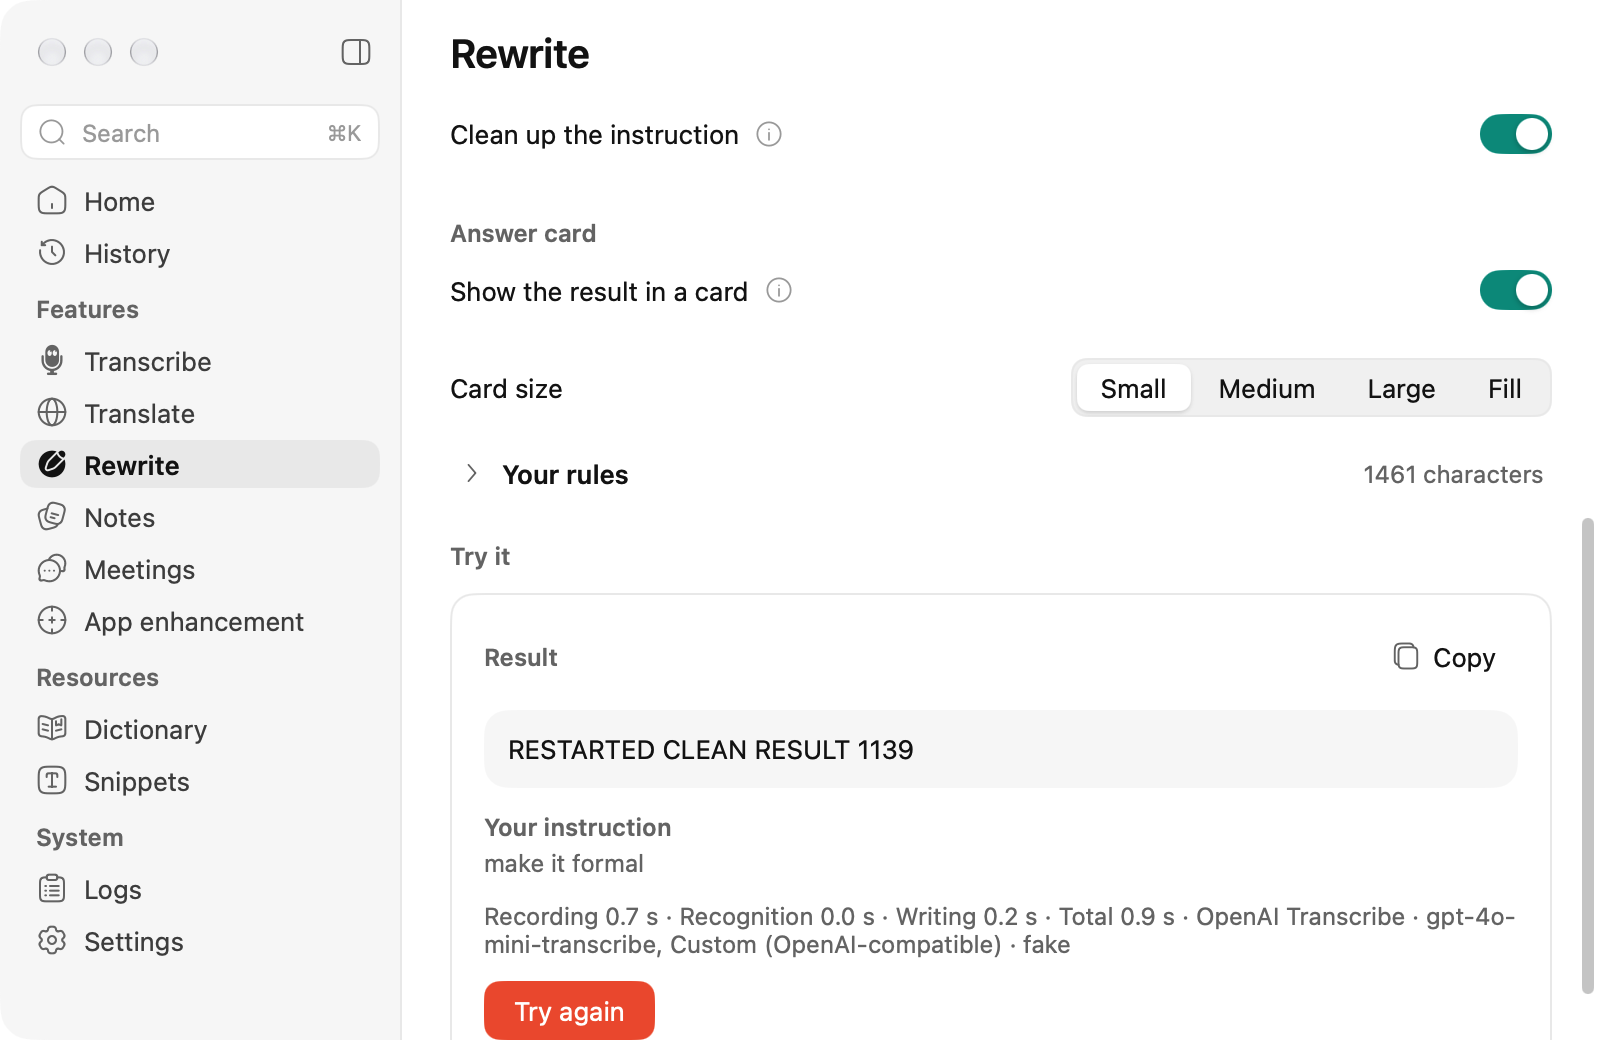 Search ⌘K
Home
History
Features
Transcribe
Translate
Rewrite
Notes
Meetings
App enhancement
Resources
Dictionary
Snippets
System
Logs
Settings
Rewrite
Clean up the instruction
Answer card
Show the result in a card
Card size Small Medium Large Fill
Your rules 1461 characters
Try it
Result Copy
RESTARTED CLEAN RESULT 1139
Your instruction
make it formal
Recording 0.7 s · Recognition 0.0 s · Writing 0.2 s · Total 0.9 s · OpenAI Transcribe · gpt-4o-
mini-transcribe, Custom (OpenAI-compatible) · fake
Try again